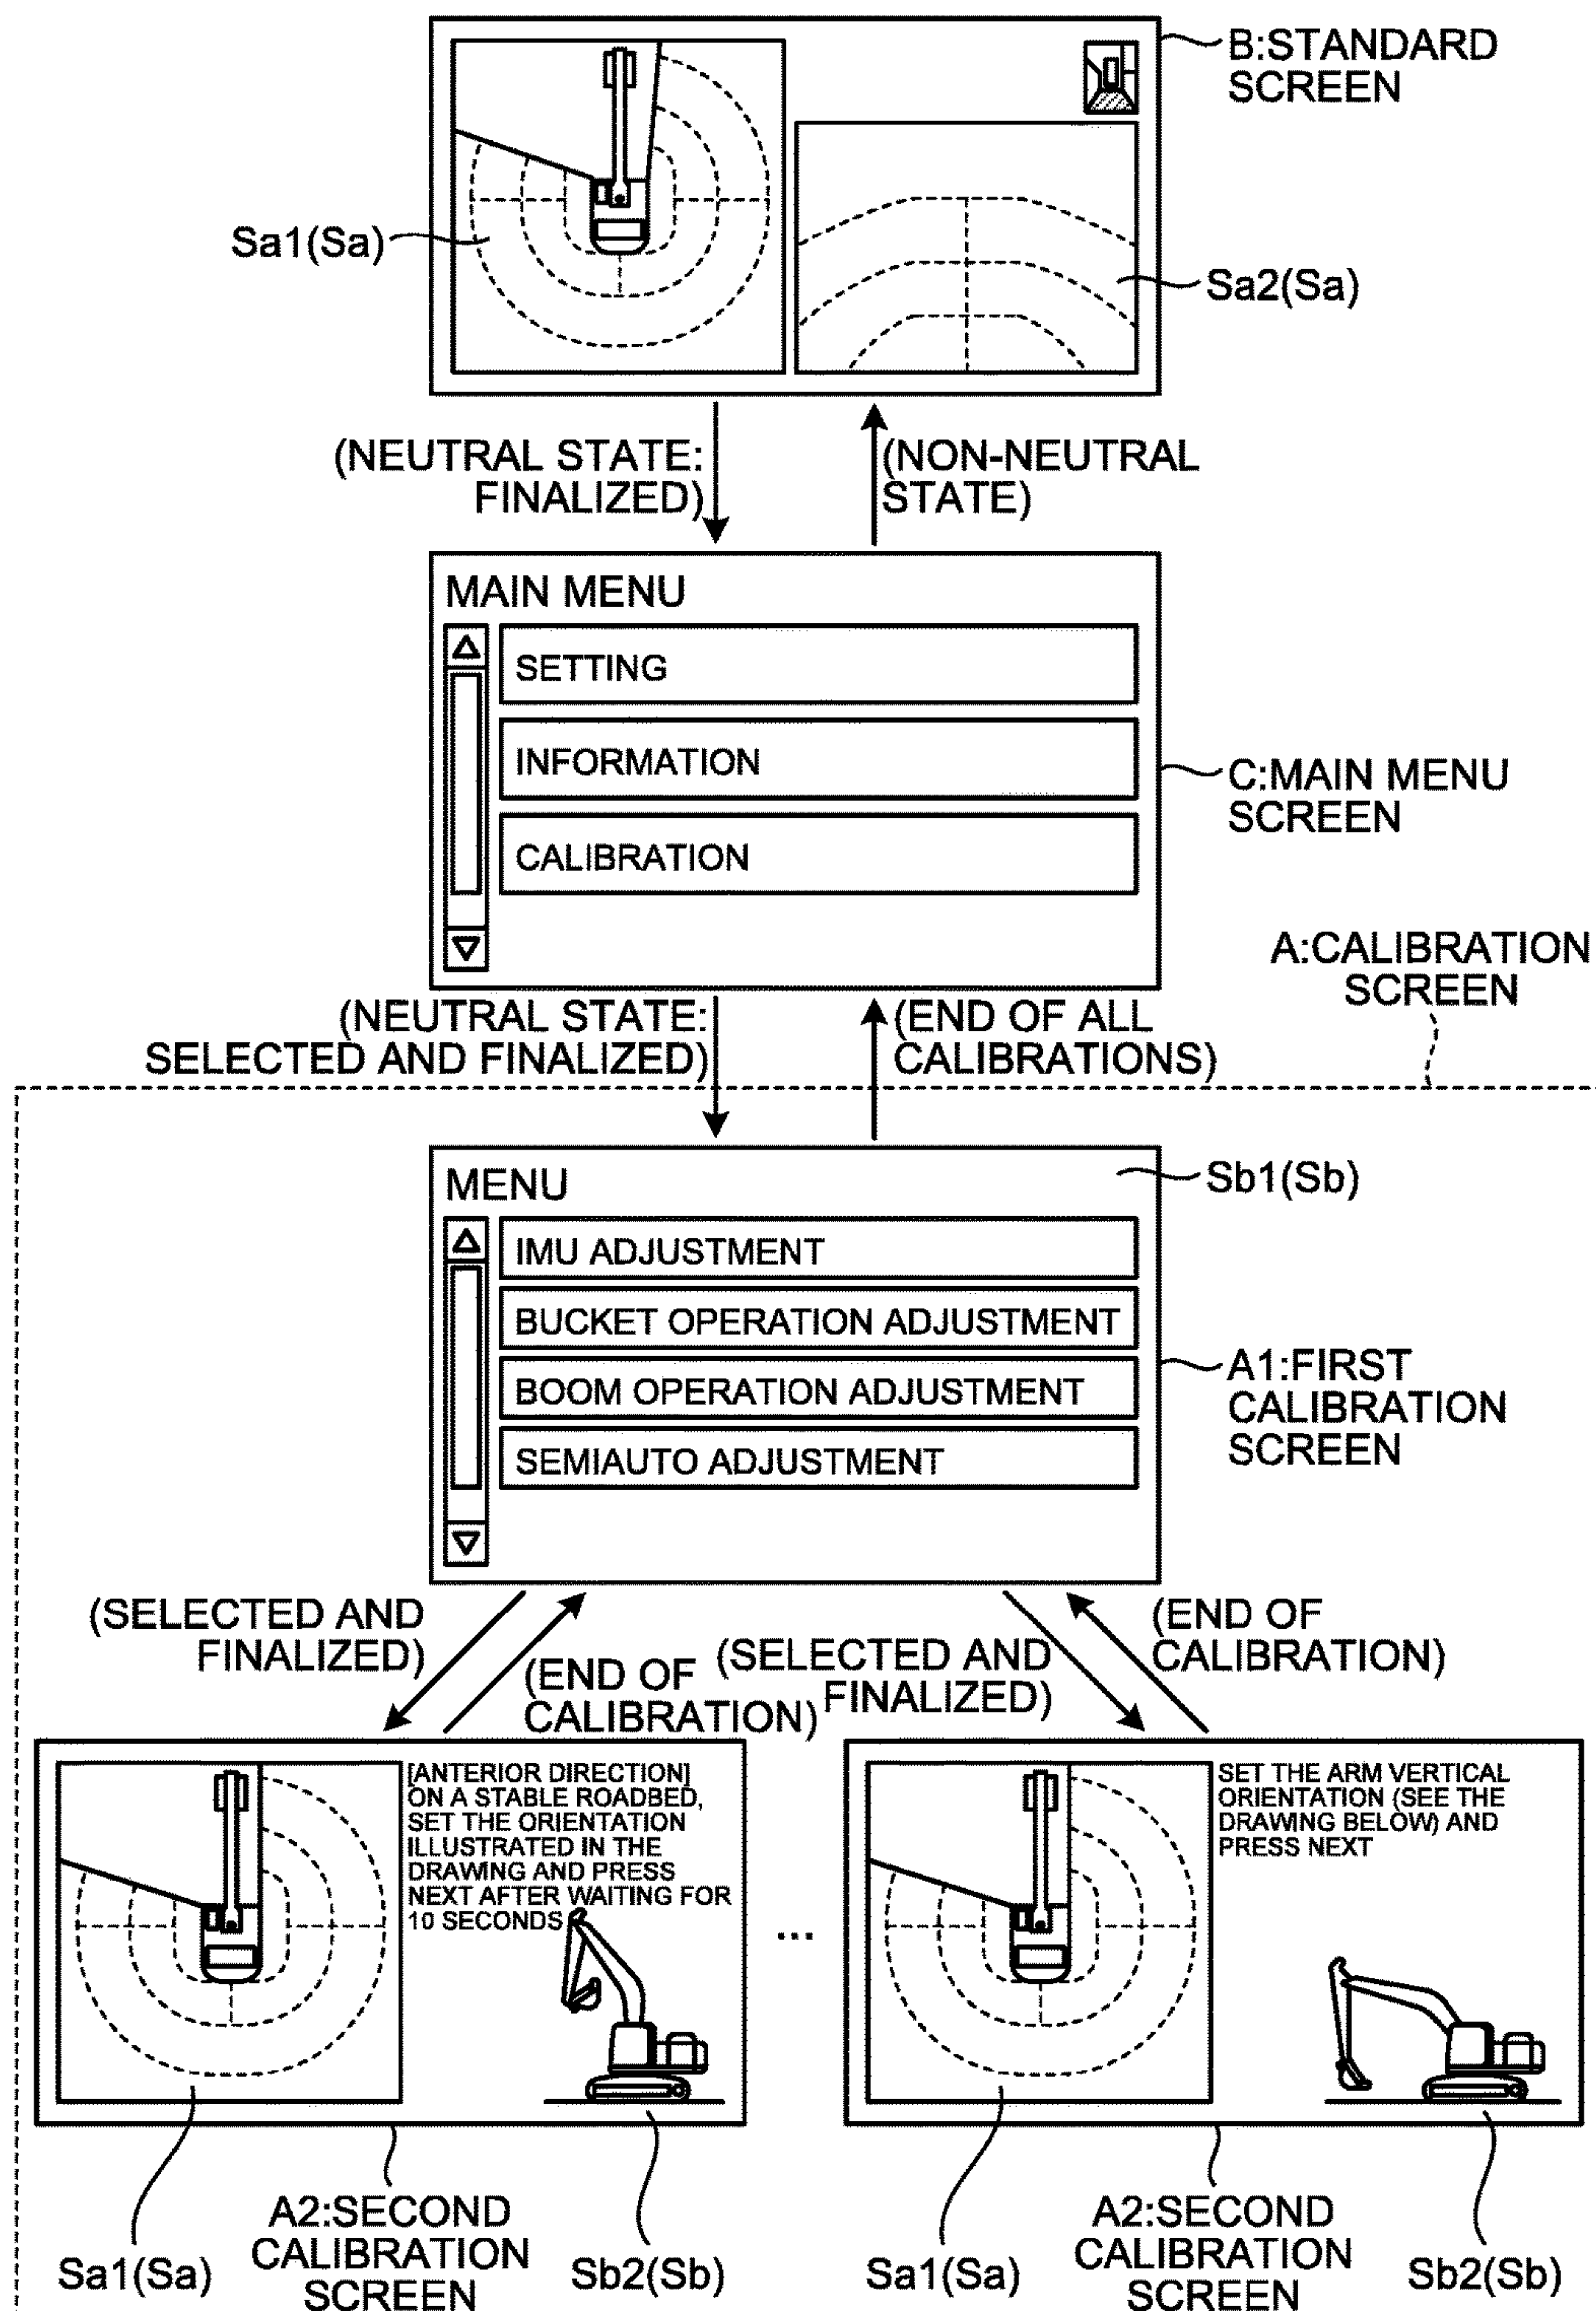 B:STANDARD
SCREEN
Sa1(Sa)
Sa2(Sa)
(NEUTRAL STATE:
FINALIZED)
(NON-NEUTRAL
STATE)
MAIN MENU
SETTING
INFORMATION
CALIBRATION
C:MAIN MENU
SCREEN
A:CALIBRATION
SCREEN
(NEUTRAL STATE:
SELECTED AND FINALIZED)
(END OF ALL
CALIBRATIONS)
MENU
Sb1(Sb)
IMU ADJUSTMENT
BUCKET OPERATION ADJUSTMENT
BOOM OPERATION ADJUSTMENT
SEMIAUTO ADJUSTMENT
A1:FIRST
CALIBRATION
SCREEN
(SELECTED AND
FINALIZED)
(END OF
CALIBRATION)
(SELECTED AND
FINALIZED)
(END OF
CALIBRATION)
[ANTERIOR DIRECTION]
ON A STABLE ROADBED,
SET THE ORIENTATION
ILLUSTRATED IN THE
DRAWING AND PRESS
NEXT AFTER WAITING FOR
10 SECONDS
...
SET THE ARM VERTICAL
ORIENTATION (SEE THE
DRAWING BELOW) AND
PRESS NEXT
Sa1(Sa)
A2:SECOND
CALIBRATION
SCREEN
Sb2(Sb)
Sa1(Sa)
A2:SECOND
CALIBRATION
SCREEN
Sb2(Sb)